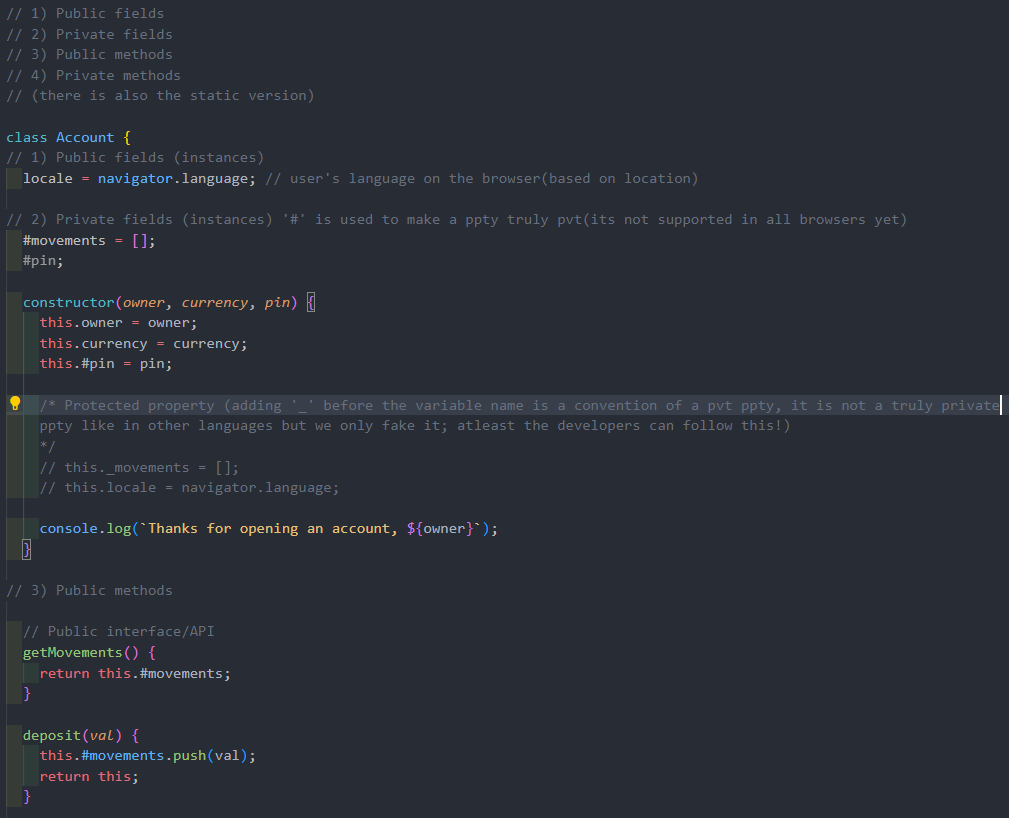 // 1) Public fields
// 2) Private fields
// 3) Public methods
// 4) Private methods
// (there is also the static version)
class Account {
// 1) Public fields (instances)
locale = navigator.language; // user's language on the browser(based on location)
// 2) Private fields (instances) '#' is used to make a ppty truly pvt(its not supported in all browsers yet)
#movements = [];
#pin;
constructor(owner, currency, pin) {
this.owner = owner;
this.currency = currency;
this.#pin = pin;
/* Protected property (adding '_' before the variable name is a convention of a pvt ppty, it is not a truly private
ppty like in other languages but we only fake it; atleast the developers can follow this!)
*/
// this._movements = [];
// this.locale = navigator.language;
console.log(`Thanks for opening an account, ${owner}`);
}
// 3) Public methods
// Public interface/API
getMovements() {
return this.#movements;
}
deposit(val) {
this.#movements.push(val);
return this;
}